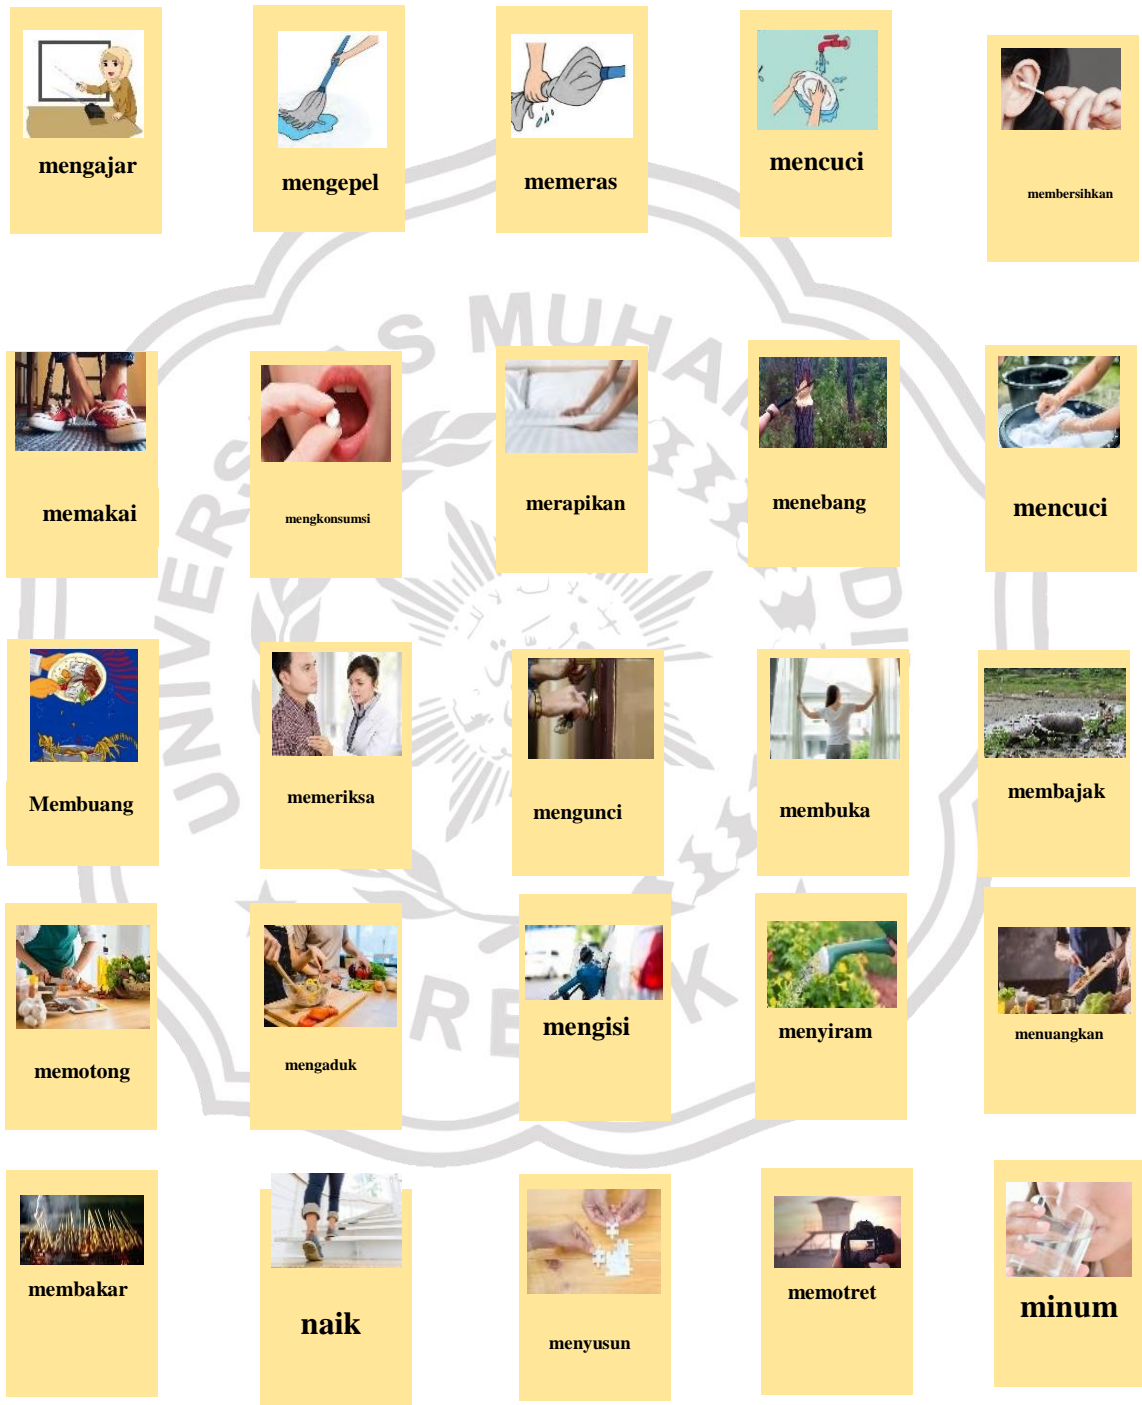 mengajar
mengepel
memeras
mencuci
membersihkan
memakai
mengkonsumsi
merapikan
menebang
mencuci
Membuang
memeriksa
mengunci
membuka
membajak
memotong
mengaduk
mengisi
menyiram
menuangkan
membakar
naik
menyusun
memotret
minum